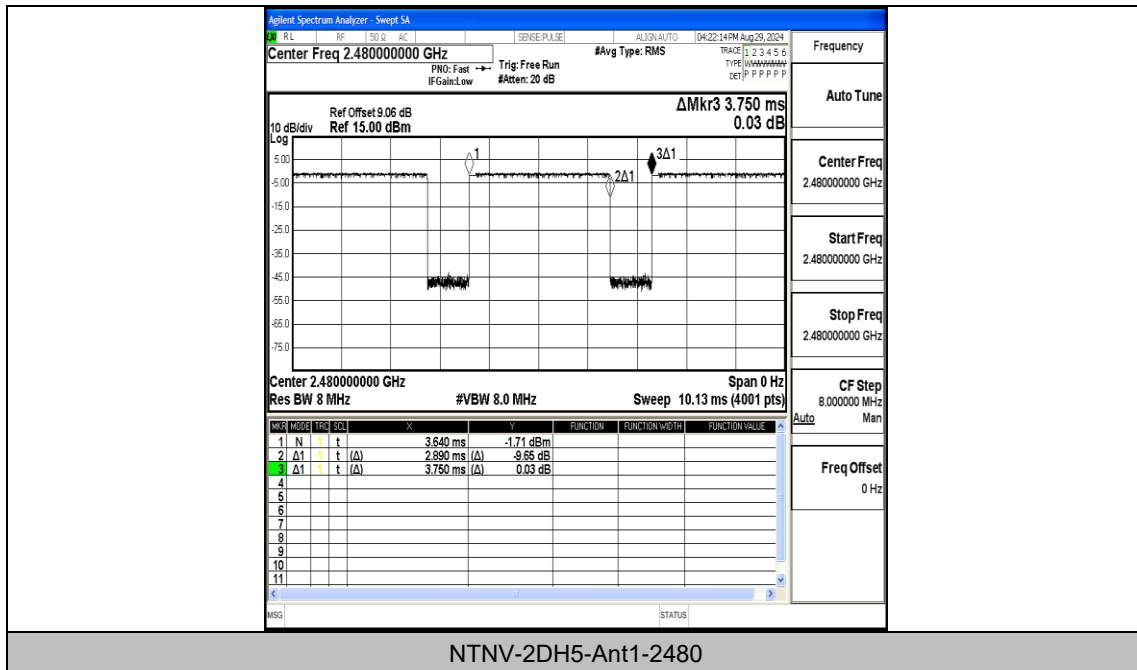 Agilent Spectrum Analyzer - Swept SA
RL RF 50 Ω AC SENSE:PULSE ALIGN AUTO 04:22:14 PM Aug 29, 2024
Center Freq 2.480000000 GHz #Avg Type: RMS TRACE 1 2 3 4 5 6
PNO: Fast Trig: Free Run TYPE
IFGain:Low #Atten: 20 dB DET P P P P P P
Frequency
Auto Tune
Ref Offset 9.06 dB ΔMkr3 3.750 ms
10 dB/div Ref 15.00 dBm 0.03 dB
Log
1 3Δ1
5.00
2Δ1
-5.00
-15.0
-25.0
-35.0
-45.0
-55.0
-65.0
-75.0
Center Freq
2.480000000 GHz
Start Freq
2.480000000 GHz
Stop Freq
2.480000000 GHz
Center 2.480000000 GHz Span 0 Hz
Res BW 8 MHz #VBW 8.0 MHz Sweep 10.13 ms (4001 pts)
CF Step
8.000000 MHz
Auto Man
Freq Offset
0 Hz
MKR MODE TRC SCL X Y FUNCTION FUNCTION WIDTH FUNCTION VALUE
1 N 1 t 3.640 ms -1.71 dBm
2 Δ1 1 t (Δ) 2.890 ms (Δ) -9.65 dB
3 Δ1 1 t (Δ) 3.750 ms (Δ) 0.03 dB
4
5
6
7
8
9
10
11
MSG STATUS
NTNV-2DH5-Ant1-2480